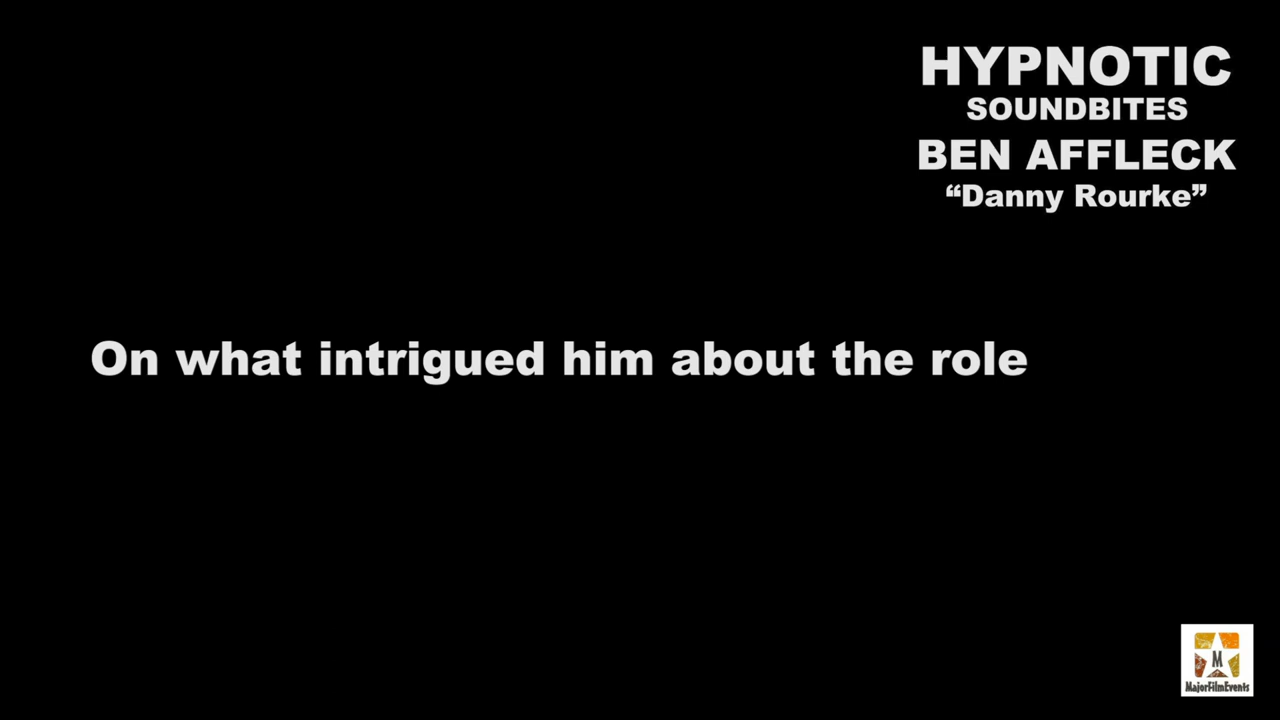 HYPNOTIC
SOUNDBITES
BEN AFFLECK
“Danny Rourke”
On what intrigued him about the role
M
MajorFilmEvents